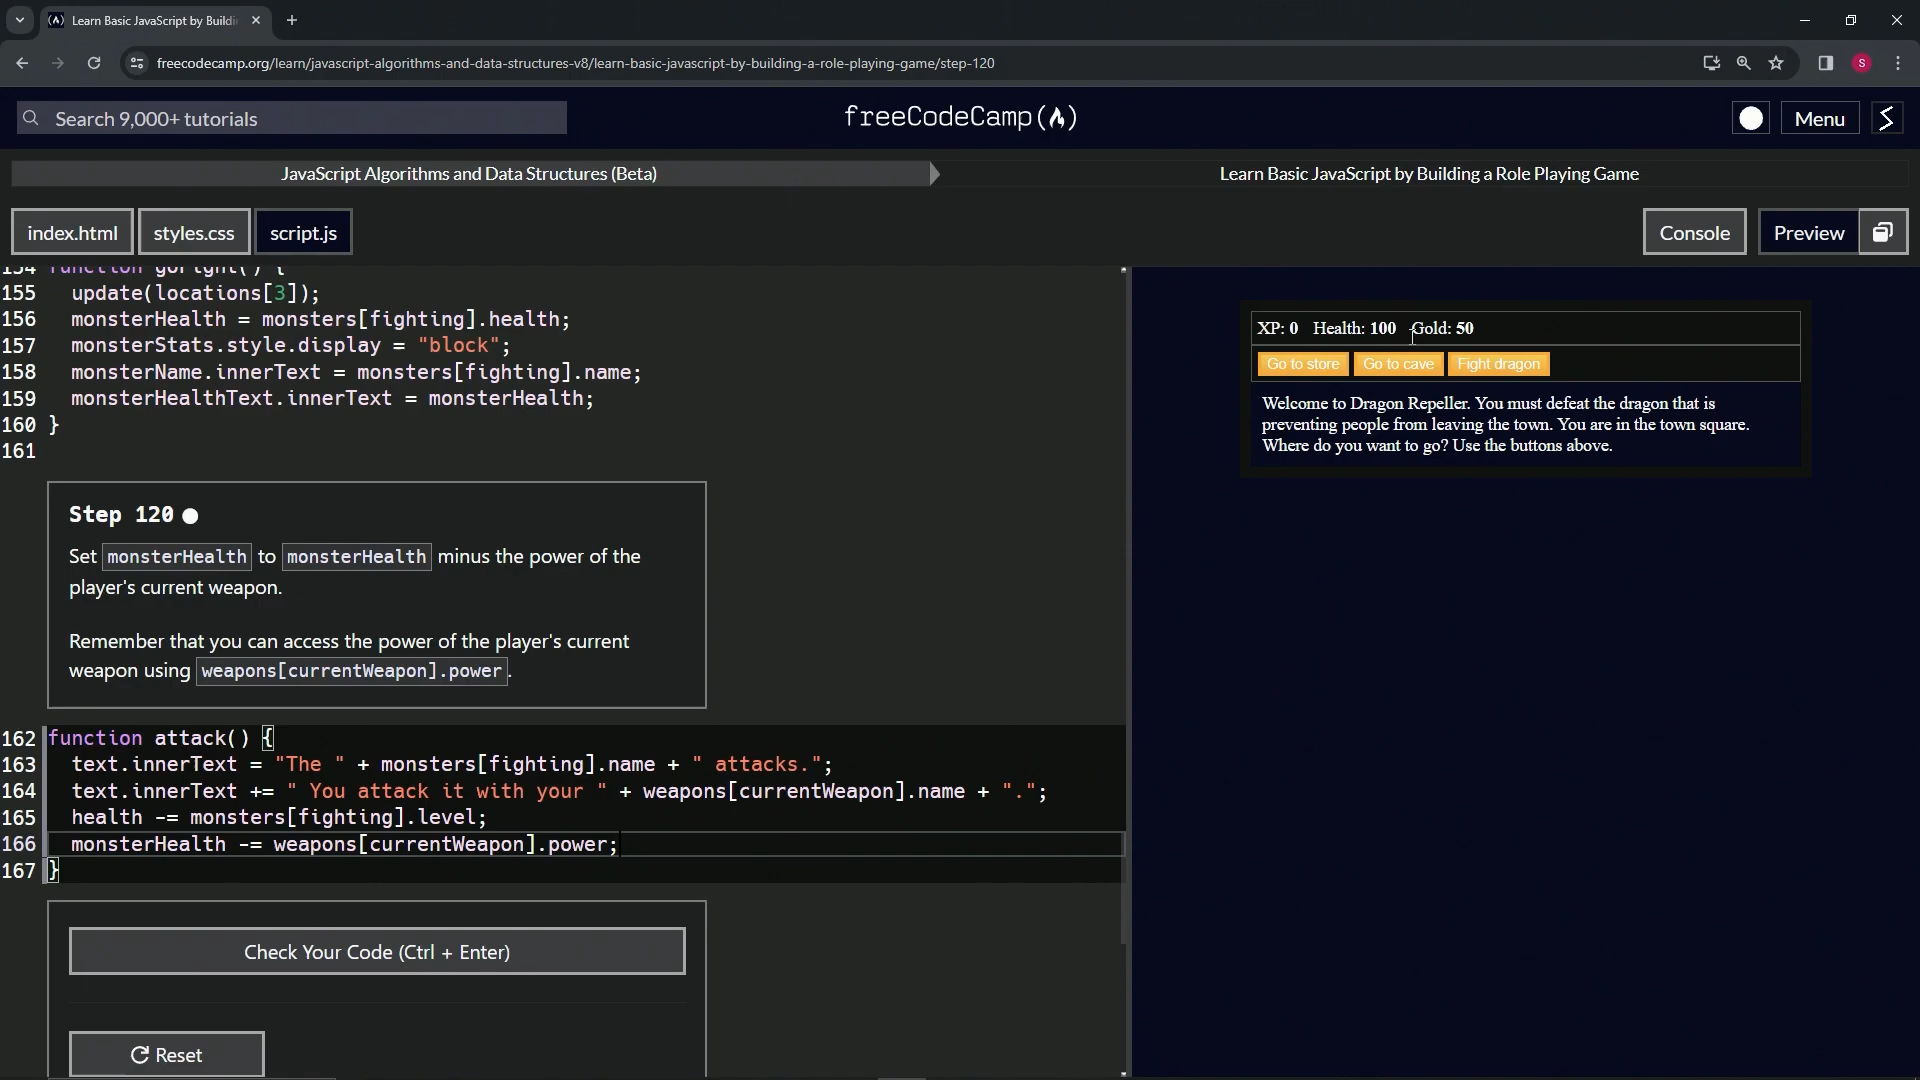 Learn Basic JavaScript by Buildi
freecodecamp.org/learn/javascript-algorithms-and-data-structures-v8/learn-basic-javascript-by-building-a-role-playing-game/step-120
S
Search 9,000+ tutorials
freeCodeCamp
Menu
JavaScript Algorithms and Data Structures (Beta)
Learn Basic JavaScript by Building a Role Playing Game
index.html
styles.css
script.js
Console
Preview
154 function goFight() {
155 update(locations[3]);
156 monsterHealth = monsters[fighting].health;
157 monsterStats.style.display = "block";
158 monsterName.innerText = monsters[fighting].name;
159 monsterHealthText.innerText = monsterHealth;
160 }
161
Step 120
Set monsterHealth to monsterHealth minus the power of the
player's current weapon.
Remember that you can access the power of the player's current
weapon using weapons[currentWeapon].power.
162 function attack() {
163 text.innerText = "The " + monsters[fighting].name + " attacks.";
164 text.innerText += " You attack it with your " + weapons[currentWeapon].name + ".";
165 health -= monsters[fighting].level;
166 monsterHealth -= weapons[currentWeapon].power;
167 }
Check Your Code (Ctrl + Enter)
Reset
XP: 0 Health: 100 Gold: 50
Go to store
Go to cave
Fight dragon
Welcome to Dragon Repeller. You must defeat the dragon that is
preventing people from leaving the town. You are in the town square.
Where do you want to go? Use the buttons above.